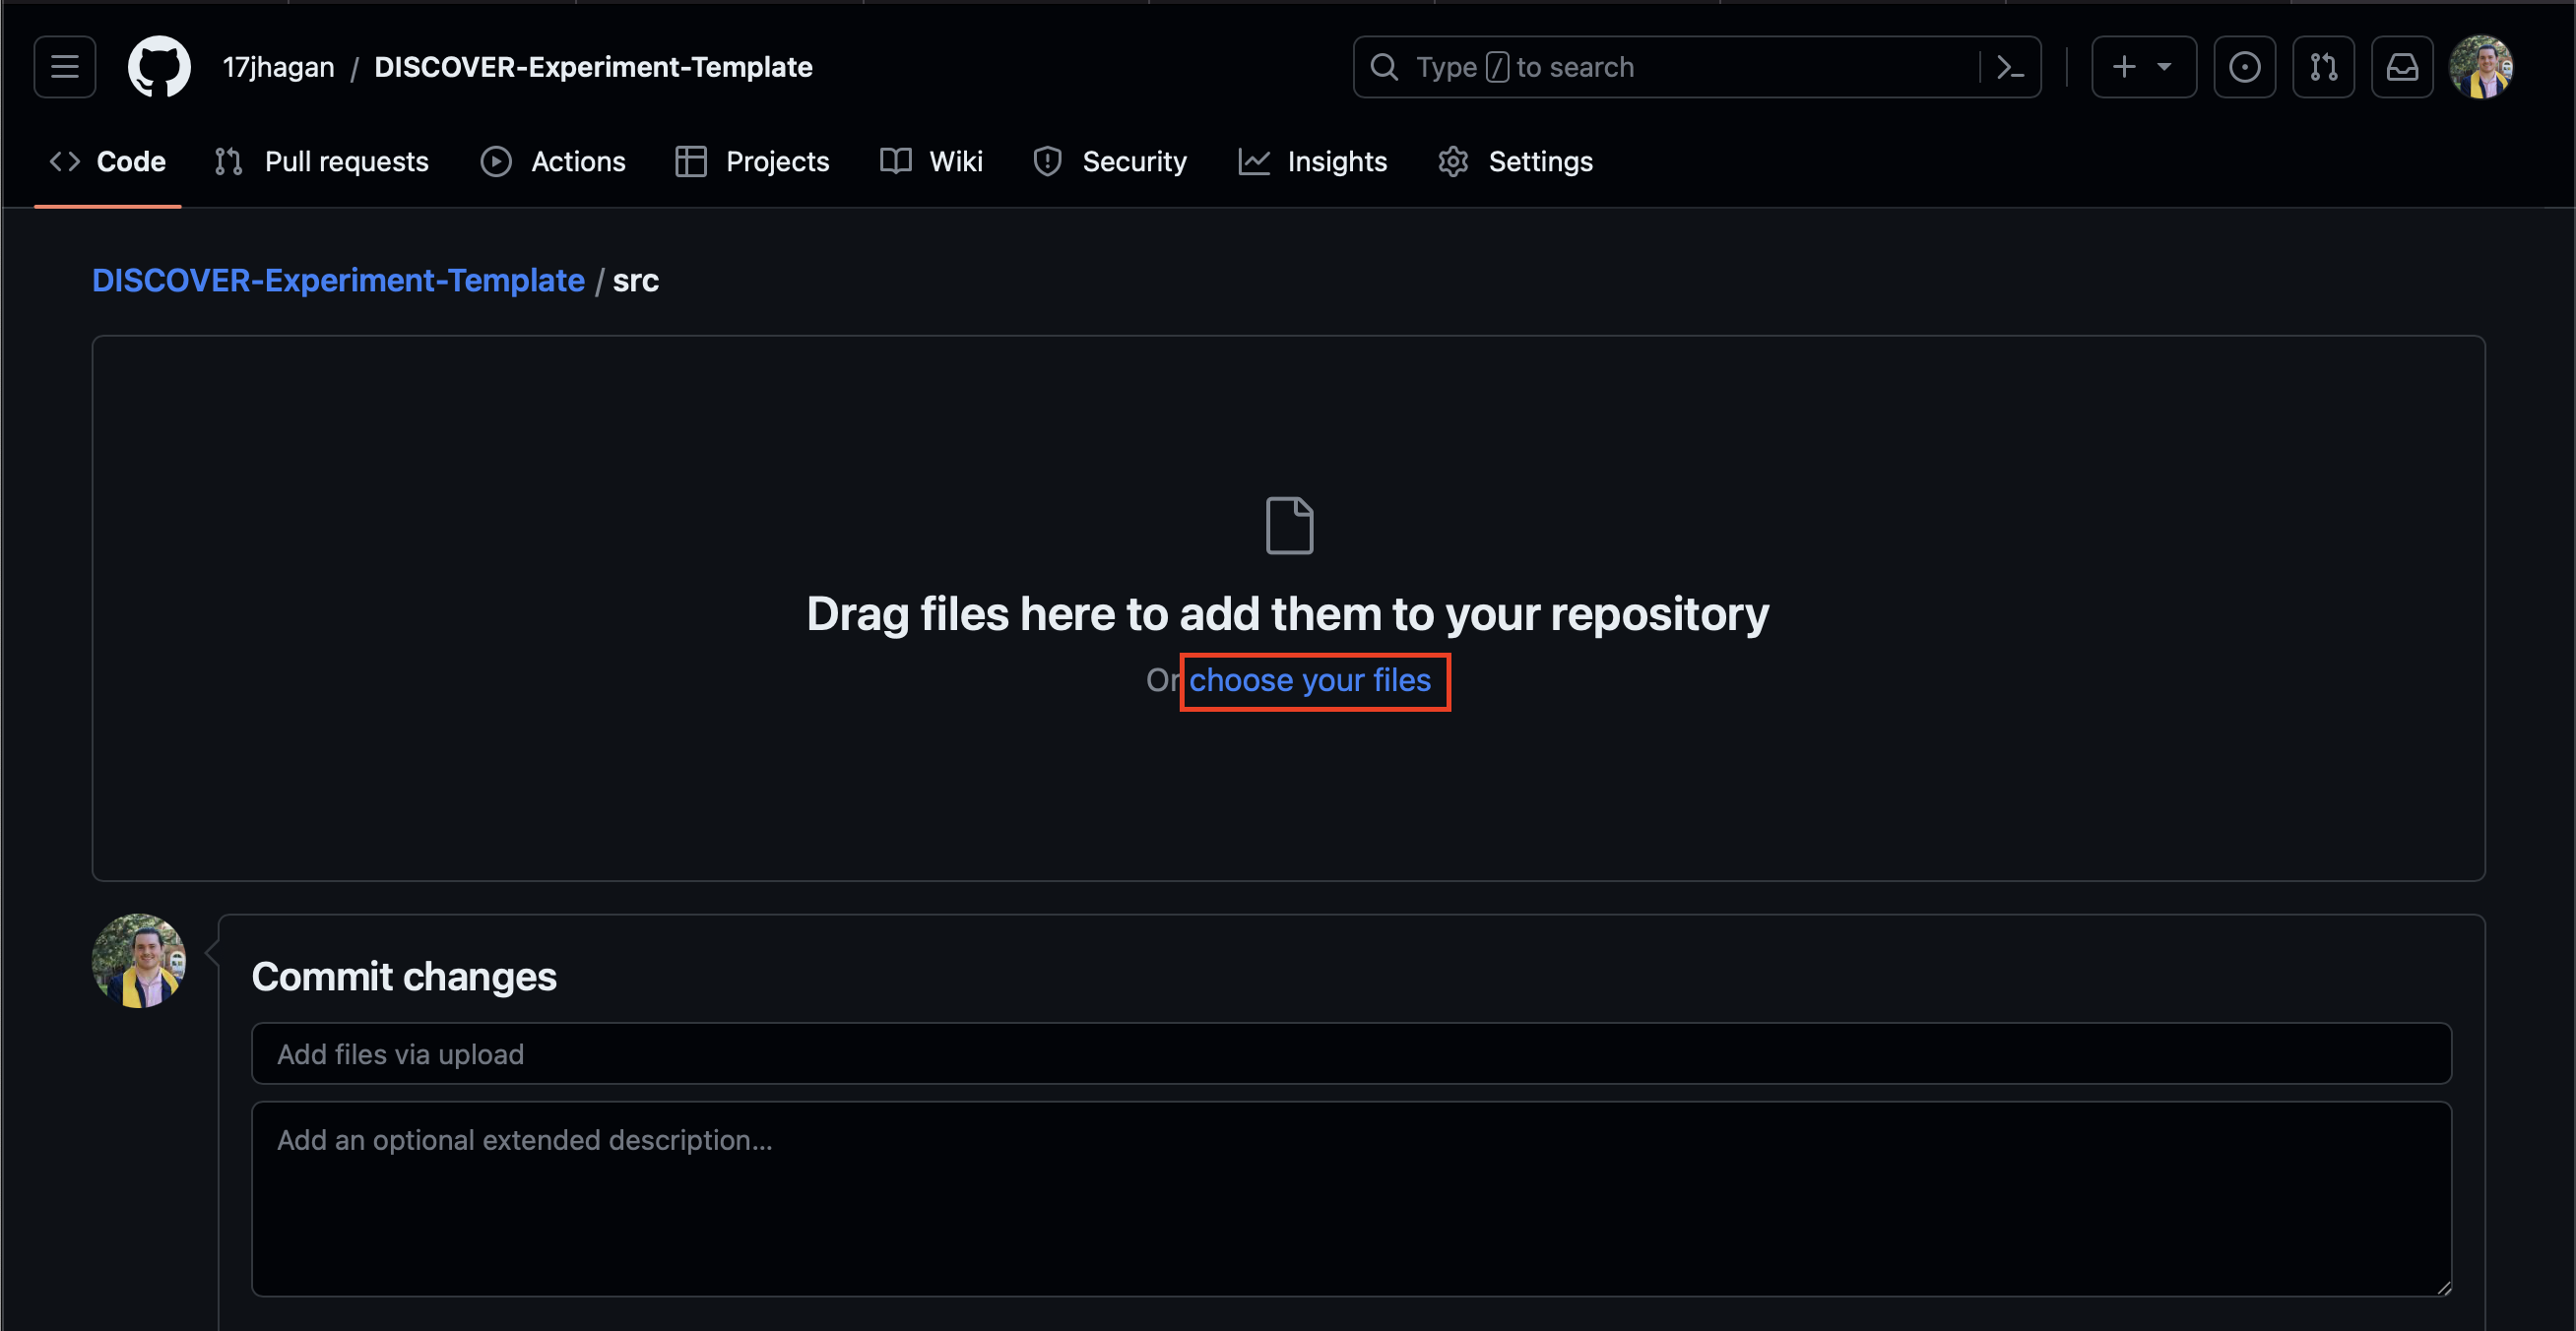 17jhagan / DISCOVER-Experiment-Template
Type / to search
Code Pull requests Actions Projects Wiki Security Insights Settings
DISCOVER-Experiment-Template / src
Drag files here to add them to your repository
Or choose your files
Commit changes
Add files via upload
Add an optional extended description...